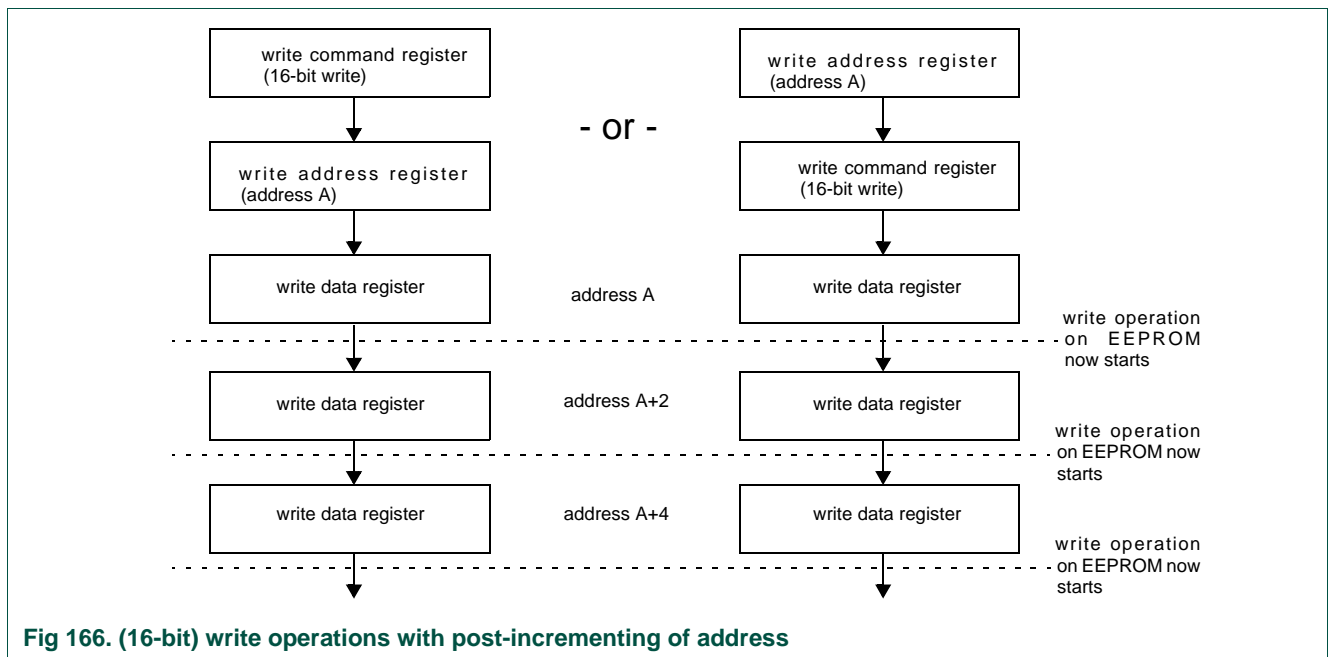 write command register
(16-bit write)
write address register
(address A)
- or -
write address register
(address A)
write command register
(16-bit write)
write data register
address A
write data register
write operation
on EEPROM
now starts
write data register
address A+2
write data register
write operation
on EEPROM now
starts
write data register
address A+4
write data register
write operation
on EEPROM now
starts
Fig 166. (16-bit) write operations with post-incrementing of address